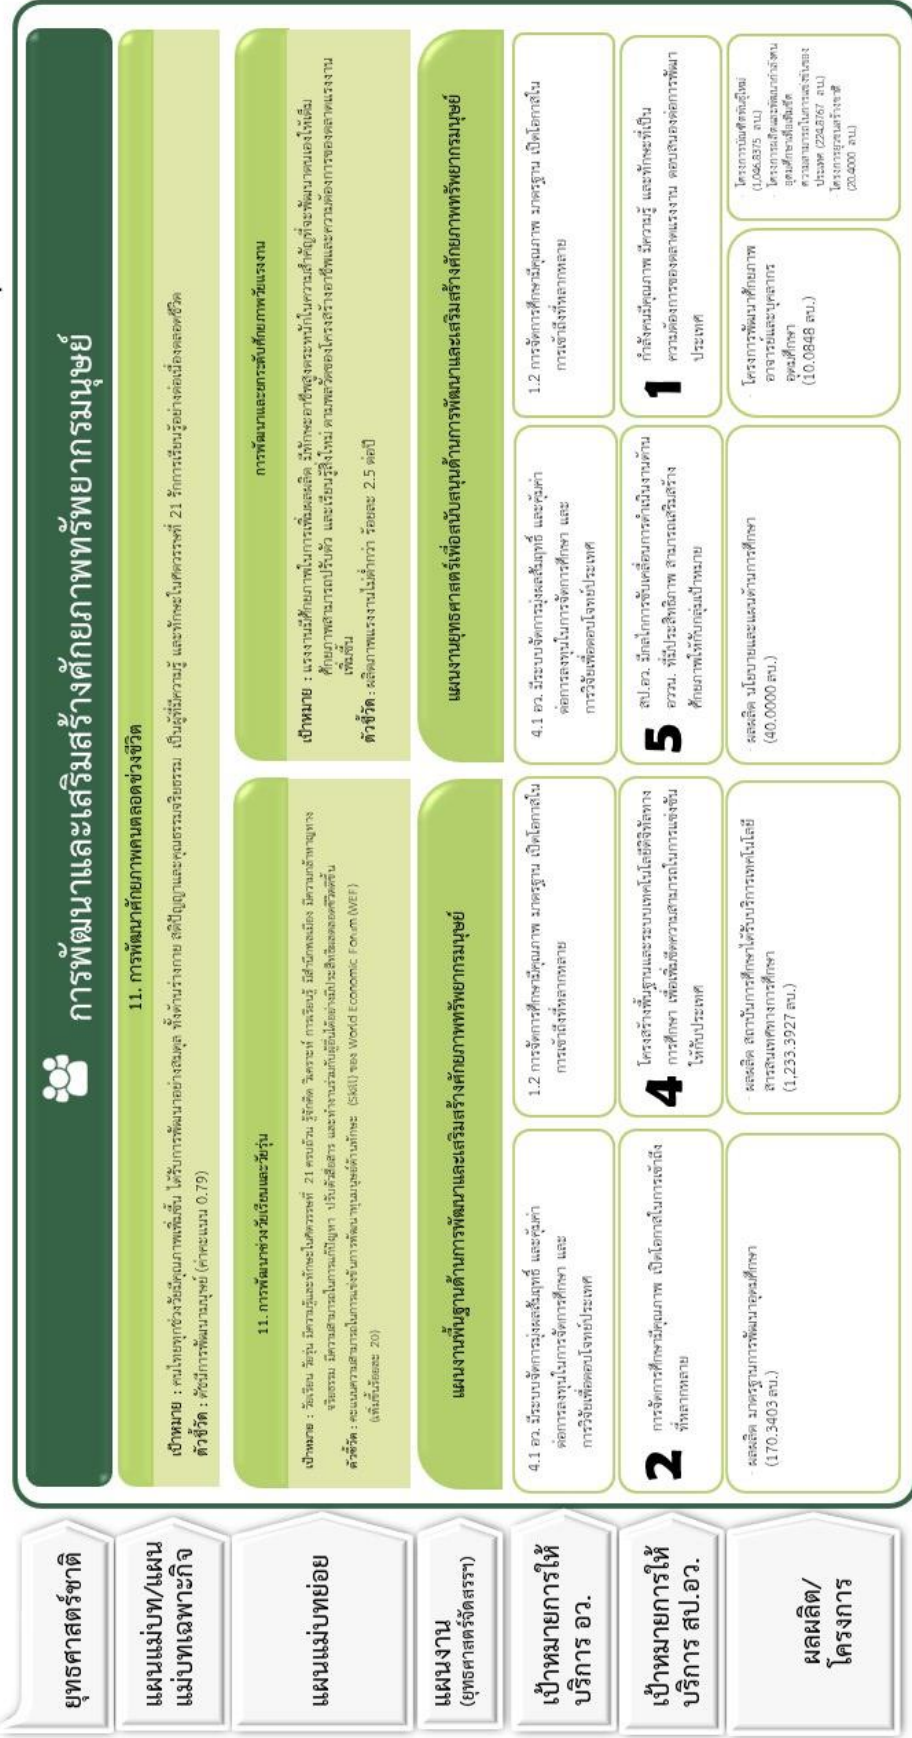 ยุทธศาสตร์ชาติ
การพัฒนาและเสริมสร้างศักยภาพทรัพยากรมนุษย์
แผนแม่บท/แผน
แม่บทเฉพาะกิจ
11. การพัฒนาศักยภาพคนตลอดช่วงชีวิต
เป้าหมาย : คนไทยทุกช่วงวัยมีคุณภาพเพิ่มขึ้น ได้รับการพัฒนาอย่างสมดุล ทั้งด้านร่างกาย สติปัญญาและคุณธรรมจริยธรรม เป็นผู้ที่มีความรู้ และทักษะในศตวรรษที่ 21 รักการเรียนรู้อย่างต่อเนื่องตลอดชีวิต
ตัวชี้วัด : ดัชนีการพัฒนามนุษย์ (ค่าคะแนน 0.79)
แผนแม่บทย่อย
11. การพัฒนาช่วงวัยเรียนและวัยรุ่น
เป้าหมาย : วัยเรียน วัยรุ่น มีความรู้และทักษะในศตวรรษที่ 21 ครบถ้วน รู้จักคิด วิเคราะห์ การเรียนรู้ มีสำนึกพลเมือง มีความกล้าหาญทาง
จริยธรรม มีความสามารถในการแก้ปัญหา ปรับตัวสื่อสาร และทำงานร่วมกับผู้อื่นได้อย่างมีประสิทธิผลตลอดชีวิตดีขึ้น
ตัวชี้วัด : คะแนนความสามารถในการแข่งขันการพัฒนาทุนมนุษย์ด้านทักษะ (Skill) ของ World Economic Forum (WEF)
(เพิ่มขึ้นร้อยละ 20)
การพัฒนาและยกระดับศักยภาพวัยแรงงาน
เป้าหมาย : แรงงานมีศักยภาพในการเพิ่มผลผลิต มีทักษะอาชีพสูงตระหนักในความสำคัญที่จะพัฒนาตนเองให้เต็ม
ศักยภาพสามารถปรับตัว และเรียนรู้สิ่งใหม่ ตามพลวัตของโครงสร้างอาชีพและความต้องการของตลาดแรงงาน
เพิ่มขึ้น
ตัวชี้วัด : ผลิตภาพแรงงานไม่ต่ำกว่า ร้อยละ 2.5 ต่อปี
แผนงาน
(ยุทธศาสตร์จัดสรรฯ)
แผนงานพื้นฐานด้านการพัฒนาและเสริมสร้างศักยภาพทรัพยากรมนุษย์
แผนงานยุทธศาสตร์เพื่อสนับสนุนด้านการพัฒนาและเสริมสร้างศักยภาพทรัพยากรมนุษย์
เป้าหมายการให้
บริการ อว.
4.1 อว. มีระบบจัดการมุ่งผลสัมฤทธิ์ และคุ้มค่า
ต่อการลงทุนในการจัดการศึกษา และ
การวิจัยเพื่อตอบโจทย์ประเทศ
1.2 การจัดการศึกษามีคุณภาพ มาตรฐาน เปิดโอกาสใน
การเข้าถึงที่หลากหลาย
4.1 อว. มีระบบจัดการมุ่งผลสัมฤทธิ์ และคุ้มค่า
ต่อการลงทุนในการจัดการศึกษา และ
การวิจัยเพื่อตอบโจทย์ประเทศ
1.2 การจัดการศึกษามีคุณภาพ มาตรฐาน เปิดโอกาสใน
การเข้าถึงที่หลากหลาย
เป้าหมายการให้
บริการ สป.อว.
2 การจัดการศึกษามีคุณภาพ เปิดโอกาสในการเข้าถึง
ที่หลากหลาย
4 โครงสร้างพื้นฐานและระบบเทคโนโลยีดิจิทัลทาง
การศึกษา เพื่อเพิ่มขีดความสามารถในการแข่งขัน
ให้กับประเทศ
5 สป.อว. มีกลไกการขับเคลื่อนการดำเนินงานด้าน
อววน. ที่มีประสิทธิภาพ สามารถเสริมสร้าง
ศักยภาพให้กับกลุ่มเป้าหมาย
1 กำลังคนมีคุณภาพ มีความรู้ และทักษะที่เป็น
ความต้องการของตลาดแรงงาน ตอบสนองต่อการพัฒนา
ประเทศ
ผลผลิต/
โครงการ
- ผลผลิต มาตรฐานการพัฒนาอุดมศึกษา
(170.3403 ลบ.)
- ผลผลิต สถาบันการศึกษาได้รับบริการเทคโนโลยี
สารสนเทศทางการศึกษา
(1,233.3927 ลบ.)
- ผลผลิต นโยบายและแผนด้านการศึกษา
(40.0000 ลบ.)
- โครงการพัฒนาศักยภาพ
อาจารย์และบุคลากร
อุดมศึกษา
(10.0848 ลบ.)
- โครงการบัณฑิตพันธุ์ใหม่
(1,046.8375 ลบ.)
- โครงการผลิตและพัฒนากำลังคน
อุดมศึกษาเพื่อเพิ่มขีด
ความสามารถในการแข่งขันของ
ประเทศ (224.8767 ลบ.)
- โครงการยุวชนสร้างชาติ
(20.4000 ลบ.)